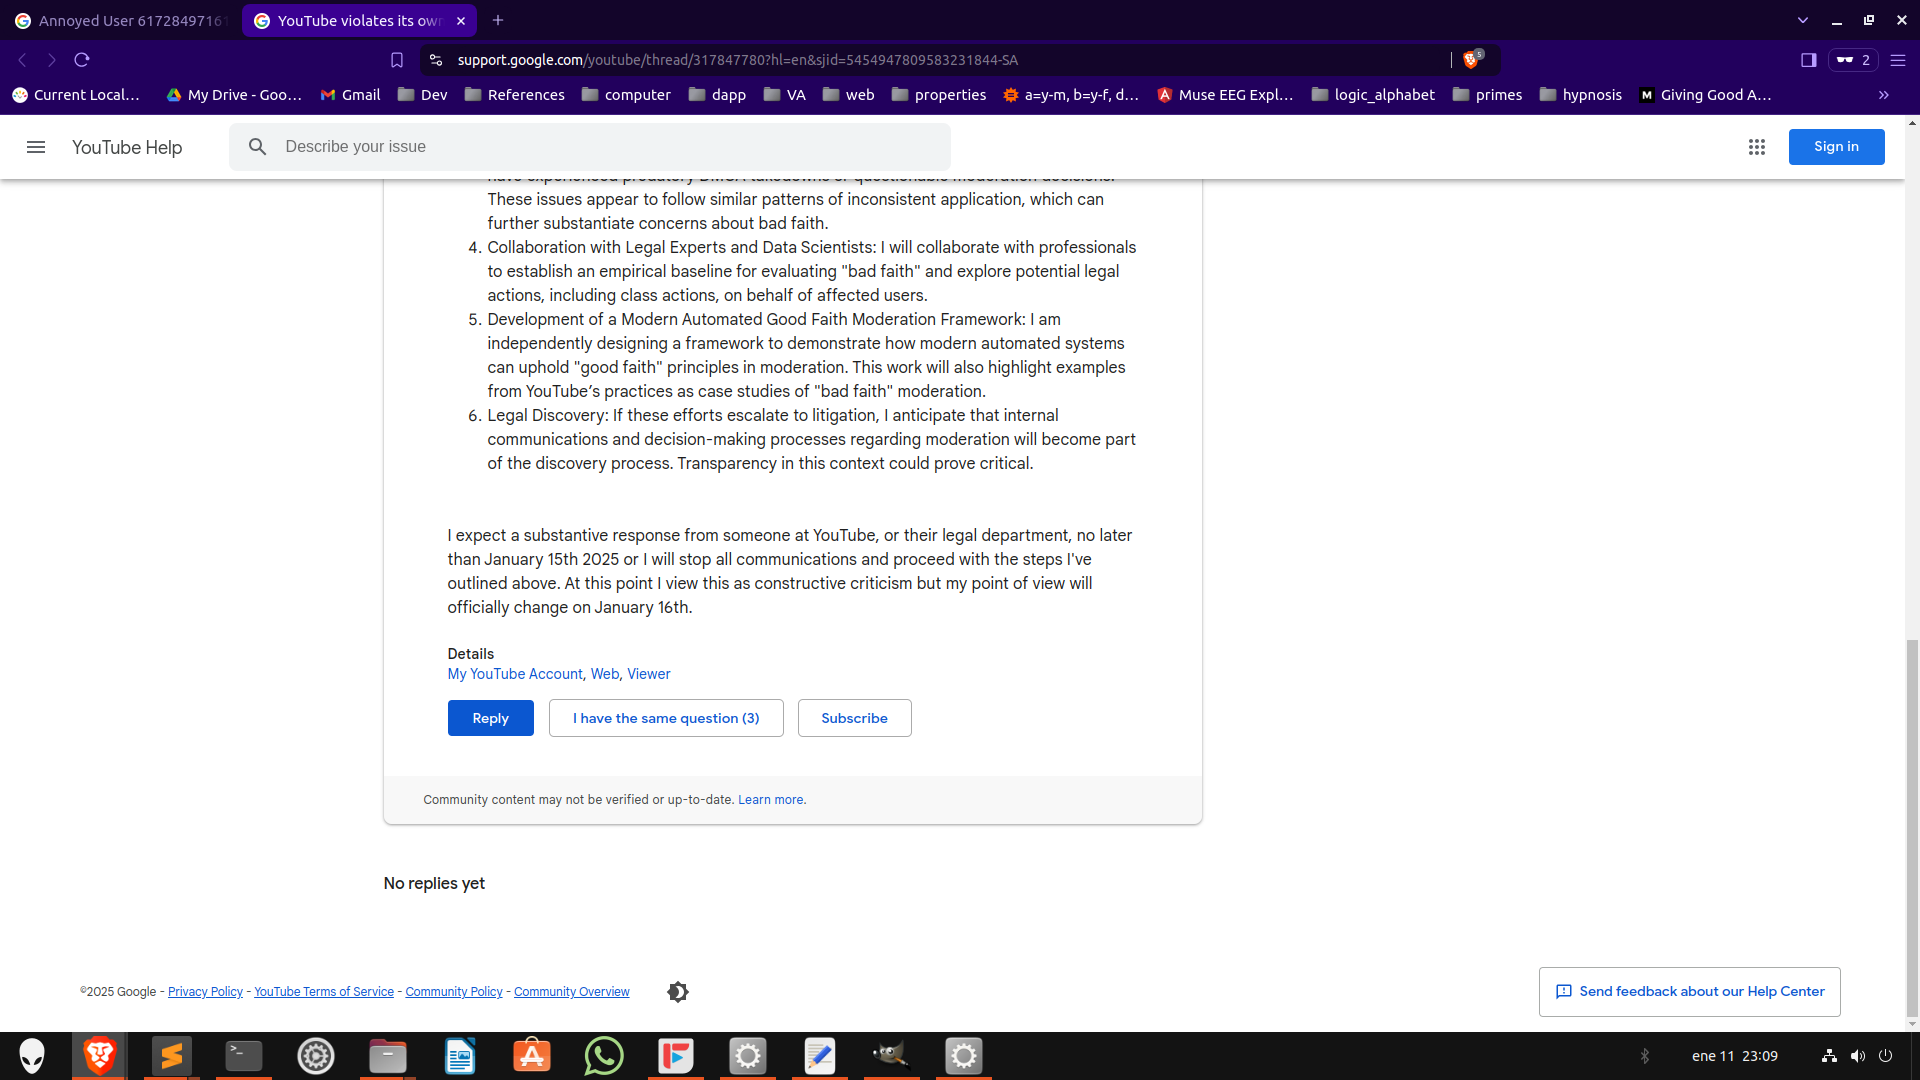 Annoyed User 6172849716
YouTube violates its own
support.google.com/youtube/thread/317847780?hl=en&sjid=5454947809583231844-SA
5
2
Current Local...
My Drive - Goo...
Gmail
Dev
References
computer
dapp
VA
web
properties
a=y-m, b=y-f, d...
Muse EEG Expl...
logic_alphabet
primes
hypnosis
Giving Good A...
YouTube Help
Describe your issue
Sign in
have experienced predatory DMCA takedowns or questionable moderation decisions.
These issues appear to follow similar patterns of inconsistent application, which can
further substantiate concerns about bad faith.
4. Collaboration with Legal Experts and Data Scientists: I will collaborate with professionals
to establish an empirical baseline for evaluating "bad faith" and explore potential legal
actions, including class actions, on behalf of affected users.
5. Development of a Modern Automated Good Faith Moderation Framework: I am
independently designing a framework to demonstrate how modern automated systems
can uphold "good faith" principles in moderation. This work will also highlight examples
from YouTube’s practices as case studies of "bad faith" moderation.
6. Legal Discovery: If these efforts escalate to litigation, I anticipate that internal
communications and decision-making processes regarding moderation will become part
of the discovery process. Transparency in this context could prove critical.
I expect a substantive response from someone at YouTube, or their legal department, no later
than January 15th 2025 or I will stop all communications and proceed with the steps I've
outlined above. At this point I view this as constructive criticism but my point of view will
officially change on January 16th.
Details
My YouTube Account, Web, Viewer
Reply
I have the same question (3)
Subscribe
Community content may not be verified or up-to-date. Learn more.
No replies yet
©2025 Google - Privacy Policy - YouTube Terms of Service - Community Policy - Community Overview
Send feedback about our Help Center
ene 11 23:09